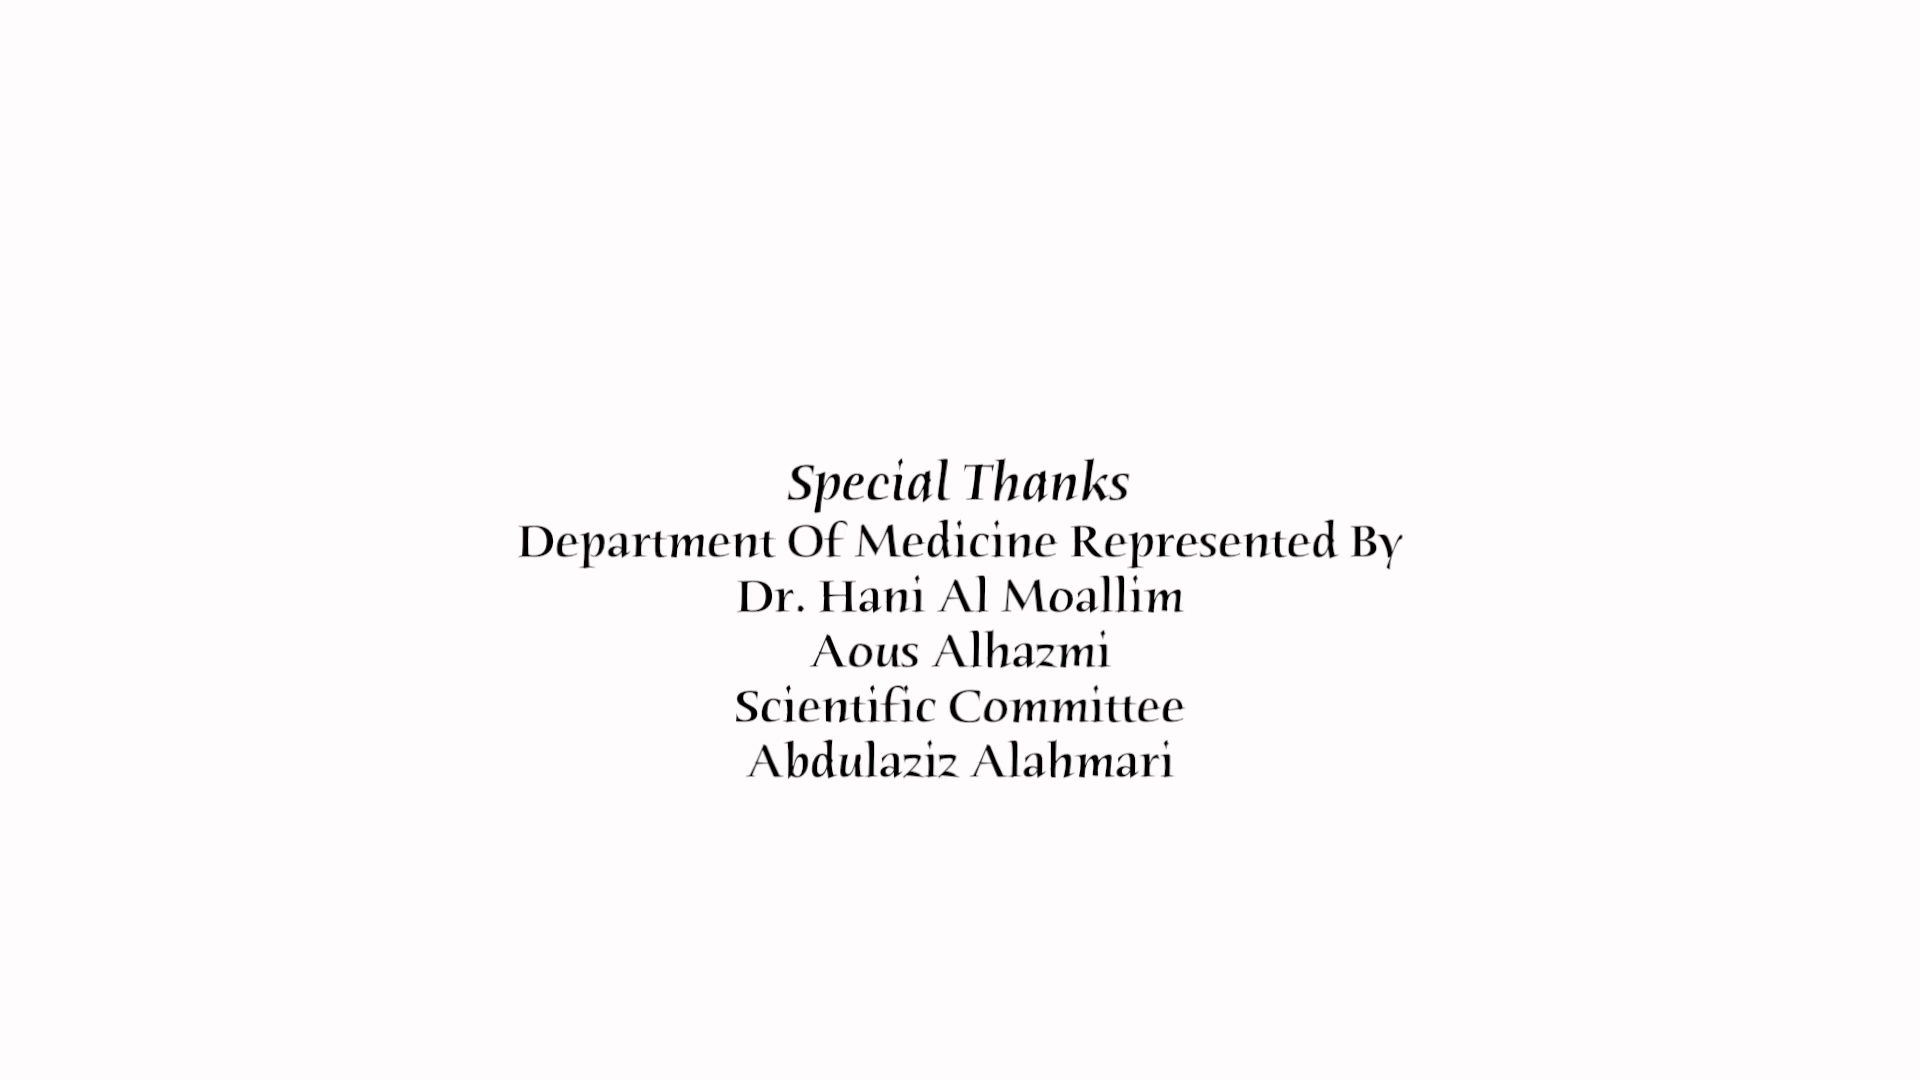 Special Thanks
Department Of Medicine Represented By
Dr. Hani Al Moallim
Aous Alhazmi
Scientific Committee
Abdulaziz Alahmari